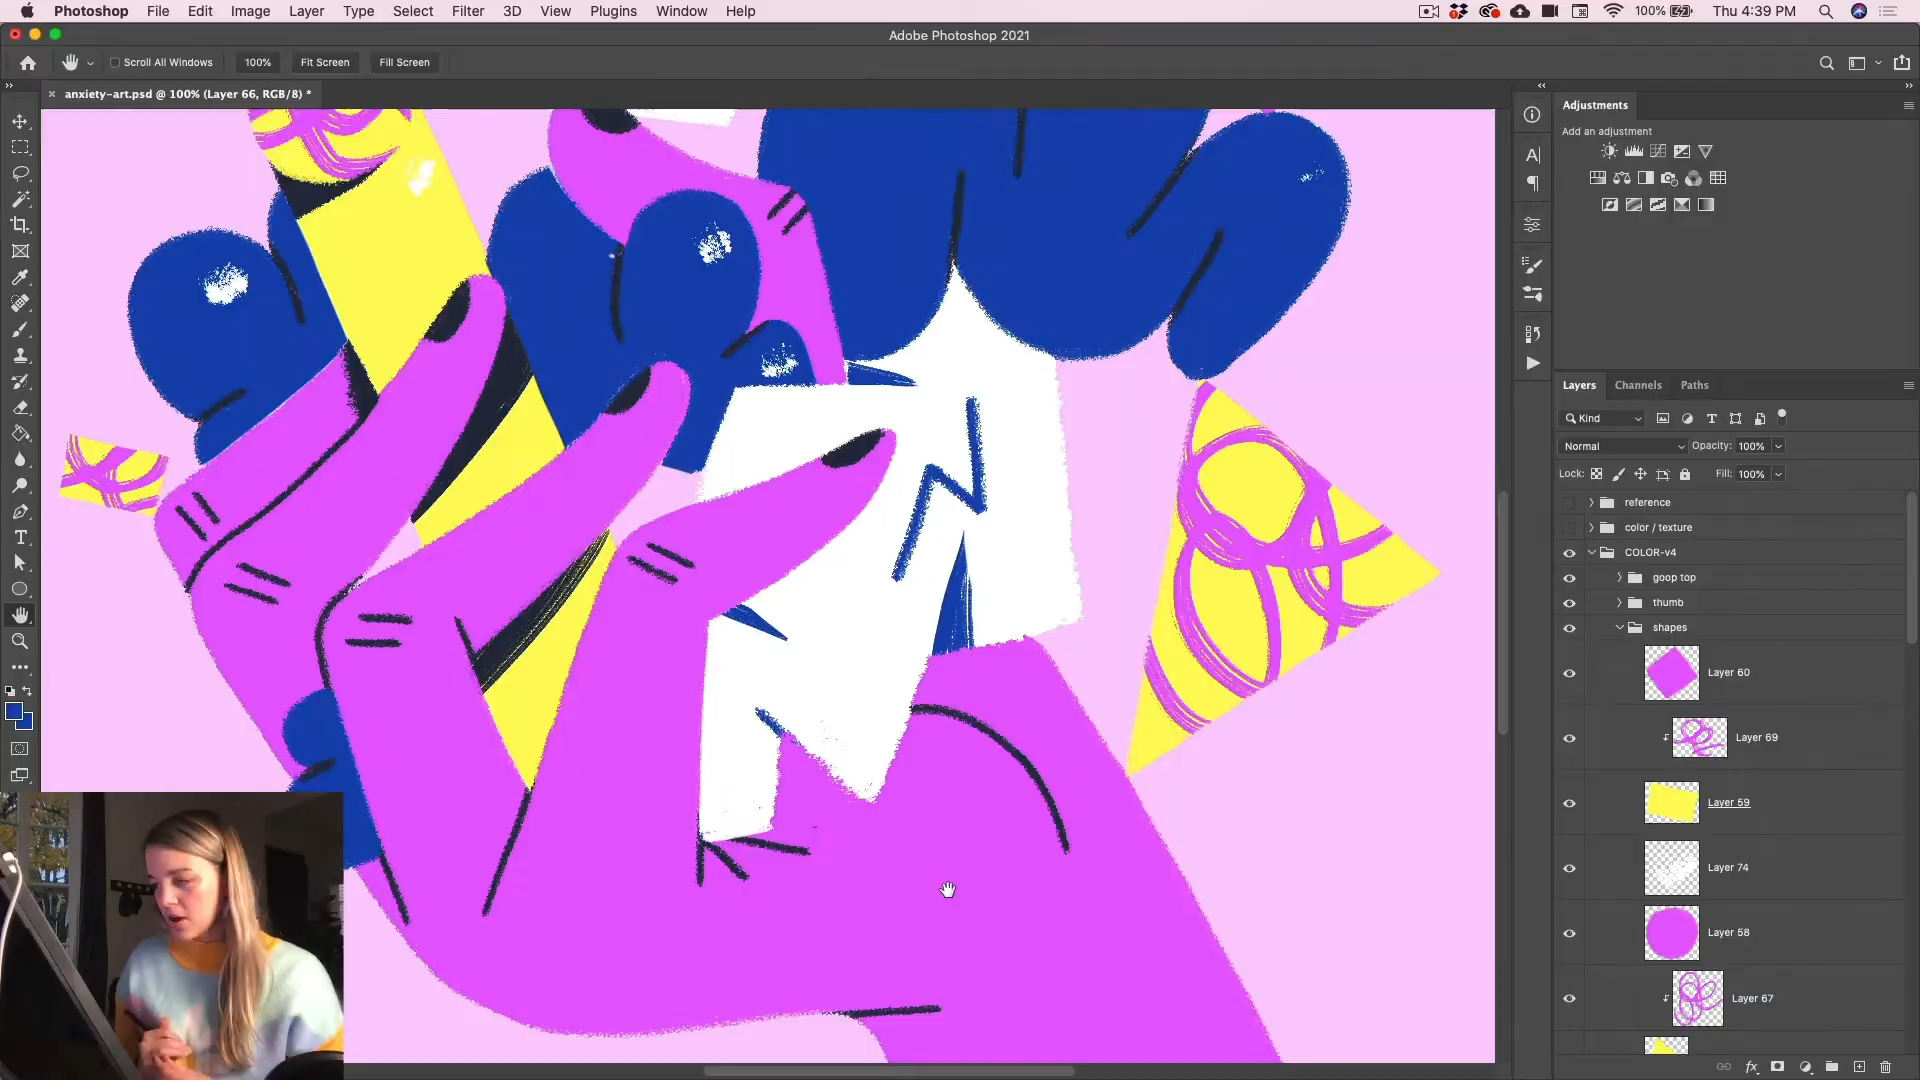 Photoshop File Edit Image Layer Type Select Filter 3D View Plugins Window Help 100% Thu 4:39 PM
Adobe Photoshop 2021
Scroll All Windows 100% Fit Screen Fill Screen
anxiety-art.psd @ 100% (Layer 66, RGB/8) *
Adjustments
Add an adjustment
Layers Channels Paths
Kind
Normal Opacity: 100%
Lock: Fill: 100%
reference
color / texture
COLOR-v4
goop top
thumb
shapes
Layer 60
Layer 69
Layer 59
Layer 74
Layer 58
Layer 67